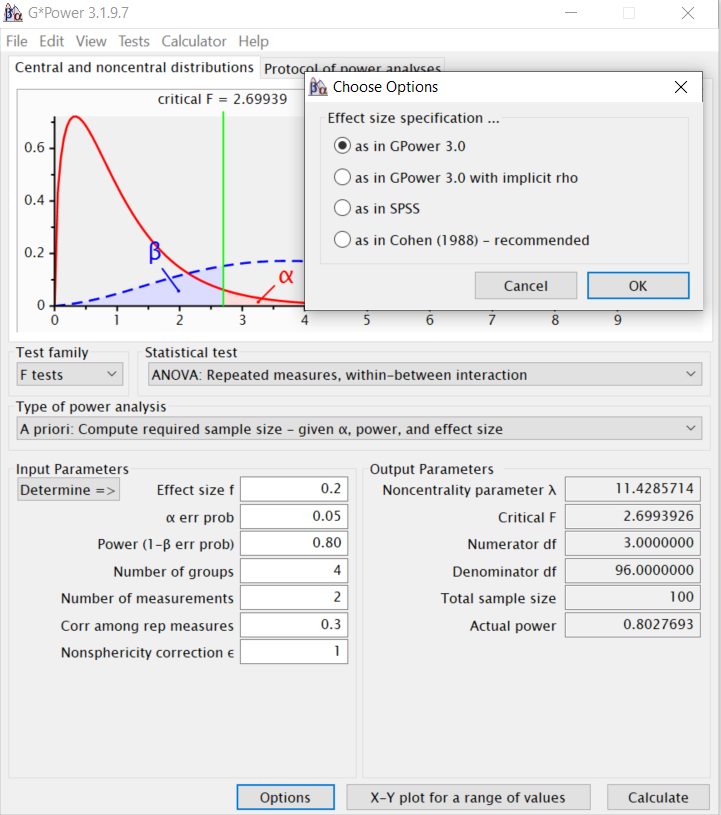 G*Power 3.1.9.7
File Edit View Tests Calculator Help
Central and noncentral distributions
Protocol of power analyses
critical F = 2.69939
0.6
0.4
0.2
0
β
α
0 1 2 3 4 5 6 7 8 9
Choose Options
Effect size specification ...
as in GPower 3.0
as in GPower 3.0 with implicit rho
as in SPSS
as in Cohen (1988) – recommended
Cancel OK
Test family
F tests
Statistical test
ANOVA: Repeated measures, within-between interaction
Type of power analysis
A priori: Compute required sample size – given α, power, and effect size
Input Parameters
Determine =>
Effect size f 0.2
α err prob 0.05
Power (1-β err prob) 0.80
Number of groups 4
Number of measurements 2
Corr among rep measures 0.3
Nonsphericity correction ϵ 1
Output Parameters
Noncentrality parameter λ 11.4285714
Critical F 2.6993926
Numerator df 3.0000000
Denominator df 96.0000000
Total sample size 100
Actual power 0.8027693
Options X-Y plot for a range of values Calculate